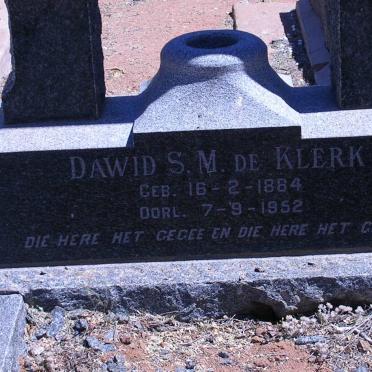 DAWID S. M. DE KLERK
GEB. 16-2-1884
OORL. 7-9-1952
DIE HERE HET GEGEE EN DIE HERE HET G